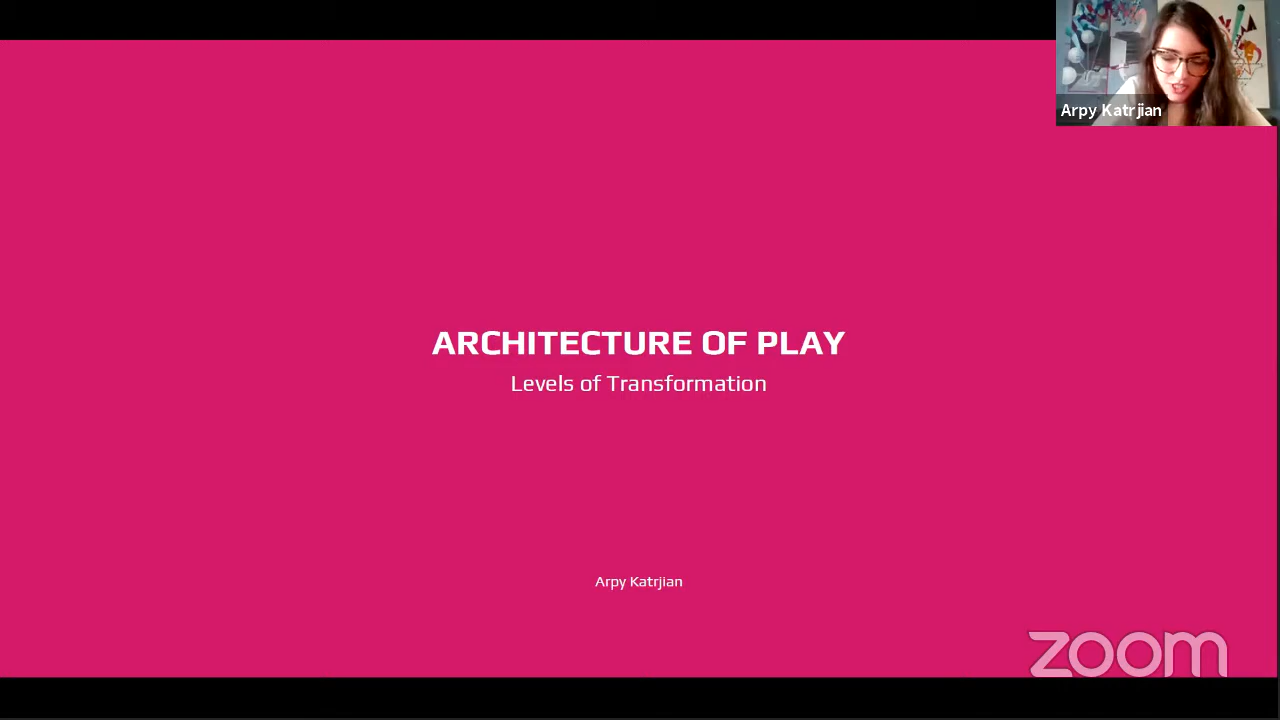 Arpy Katrjian
ARCHITECTURE OF PLAY
Levels of Transformation
Arpy Katrjian
zoom